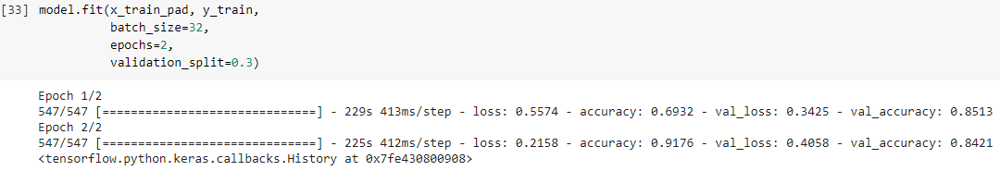 [33] model.fit(x_train_pad, y_train,
batch_size=32,
epochs=2,
validation_split=0.3)
Epoch 1/2
547/547 [==============================] - 229s 413ms/step - loss: 0.5574 - accuracy: 0.6932 - val_loss: 0.3425 - val_accuracy: 0.8513
Epoch 2/2
547/547 [==============================] - 225s 412ms/step - loss: 0.2158 - accuracy: 0.9176 - val_loss: 0.4058 - val_accuracy: 0.8421
<tensorflow.python.keras.callbacks.History at 0x7fe430800908>